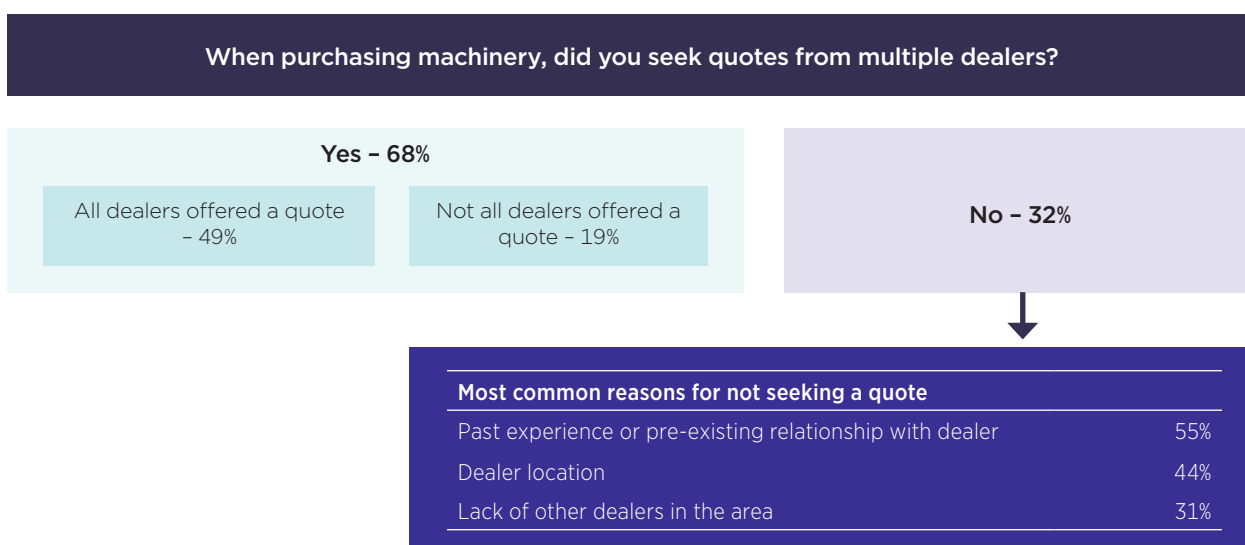 When purchasing machinery, did you seek quotes from multiple dealers?
Yes – 68%
All dealers offered a quote
– 49%
Not all dealers offered a
quote – 19%
No – 32%
Most common reasons for not seeking a quote
Past experience or pre-existing relationship with dealer 55%
Dealer location 44%
Lack of other dealers in the area 31%